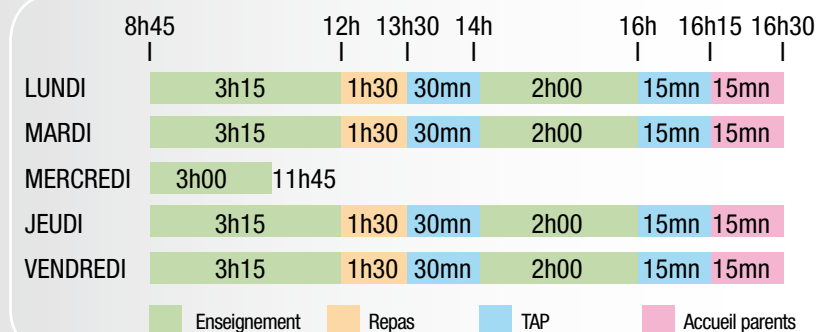 8h45 12h 13h30 14h 16h 16h15 16h30
LUNDI 3h15 1h30 30mn 2h00 15mn 15mn
MARDI 3h15 1h30 30mn 2h00 15mn 15mn
MERCREDI 3h00 11h45
JEUDI 3h15 1h30 30mn 2h00 15mn 15mn
VENDREDI 3h15 1h30 30mn 2h00 15mn 15mn
Enseignement Repas TAP Accueil parents